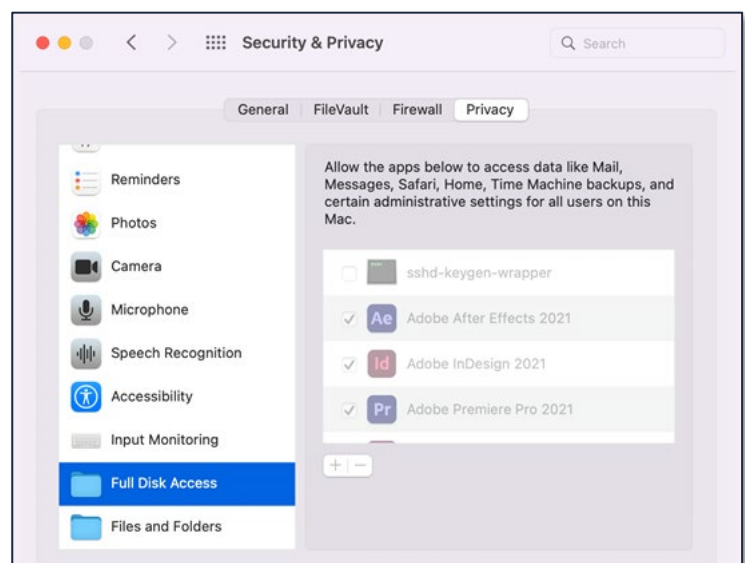 Security & Privacy
Search
General
FileVault
Firewall
Privacy
Reminders
Photos
Camera
Microphone
Speech Recognition
Accessibility
Input Monitoring
Full Disk Access
Files and Folders
Allow the apps below to access data like Mail,
Messages, Safari, Home, Time Machine backups, and
certain administrative settings for all users on this
Mac.
sshd-keygen-wrapper
Ae Adobe After Effects 2021
Id Adobe InDesign 2021
Pr Adobe Premiere Pro 2021
+ −